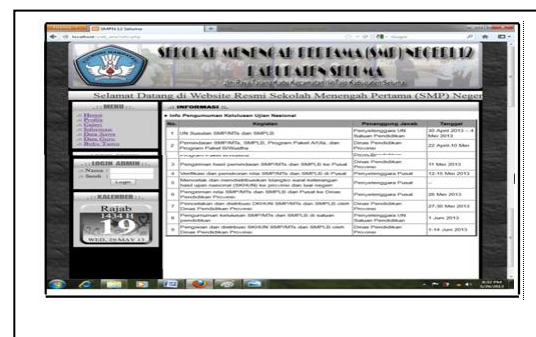 SMPN 12 Seluma
SEKOLAH MENENGAH PERTAMA (SMP) NEGERI 12
KABUPATEN SELUMA
Selamat Datang di Website Resmi Sekolah Menengah Pertama (SMP) Neger
.:: MENU ::.
Home
Profile
Galeri
Informasi
Data Siswa
Data Guru
Buku Tamu
.:: LOGIN ADMIN ::.
Nama :
Sandi :
Login
.:: KALENDER ::.
Rajab
1434 H
19
WED, 29 MAY 13
.:: INFORMASI ::.
Info Pengumuman Kelulusan Ujian Nasional
No. Kegiatan Penanggung Jawab Tanggal
1 UN Susulan SMP/MTs dan SMPLB Penyelenggara UN Satuan Pendidikan 30 April 2013 – 4 Mei 2013
2 Pemindaian SMP/MTs, SMPLB, Program Paket A/Ula, dan Program Paket B/Wustha Dinas Pendidikan Provinsi 22 April-10 Mei
3 Pengiriman hasil pemindaian SMP/MTs dan SMPLB ke Pusat Dinas Pendidikan Provinsi 11 Mei 2013
4 Verifikasi dan penskoran nilai SMP/MTs dan SMPLB di Pusat Penyelenggara Pusat 12-15 Mei 2013
5 Mencetak dan mendistribusikan blangko surat keterangan hasil ujian nasional (SKHUN) ke provinsi dan luar negeri Penyelenggara Pusat
6 Pengiriman nilai SMP/MTs dan SMPLB dari Pusat ke Dinas Pendidikan Provinsi Penyelenggara Pusat 26 Mei 2013
7 Pencetakan dan distribusi DKHUN SMP/MTs dan SMPLB oleh Dinas Pendidikan Provinsi Dinas Pendidikan Provinsi 27-30 Mei 2013
8 Pengumuman kelulusan SMP/MTs dan SMPLB di satuan pendidikan Penyelenggara UN Satuan Pendidikan 1 Juni 2013
9 Pengisian dan distribusi SKHUN SMP/MTs dan SMPLB oleh Dinas Pendidikan Provinsi Dinas Pendidikan Provinsi 1-14 Juni 2013
5/29/2013